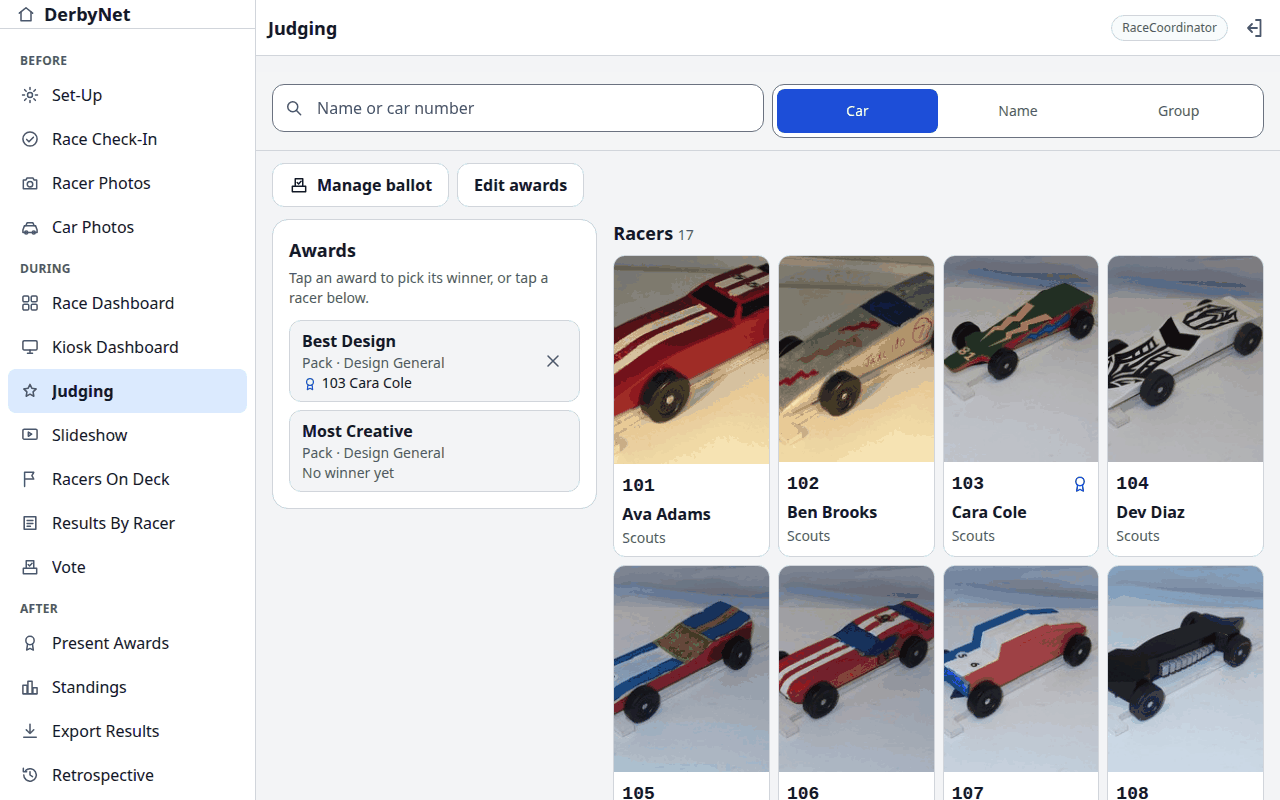 DerbyNet
BEFORE
Set-Up
Race Check-In
Racer Photos
Car Photos
DURING
Race Dashboard
Kiosk Dashboard
Judging
Slideshow
Racers On Deck
Results By Racer
Vote
AFTER
Present Awards
Standings
Export Results
Retrospective
Judging
RaceCoordinator
Name or car number
Car
Name
Group
Manage ballot
Edit awards
Awards
Tap an award to pick its winner, or tap a
racer below.
Best Design
Pack · Design General
103 Cara Cole
Most Creative
Pack · Design General
No winner yet
Racers 17
81
101
Ava Adams
Scouts
102
Ben Brooks
Scouts
103
Cara Cole
Scouts
104
Dev Diaz
Scouts
105
106
107
108